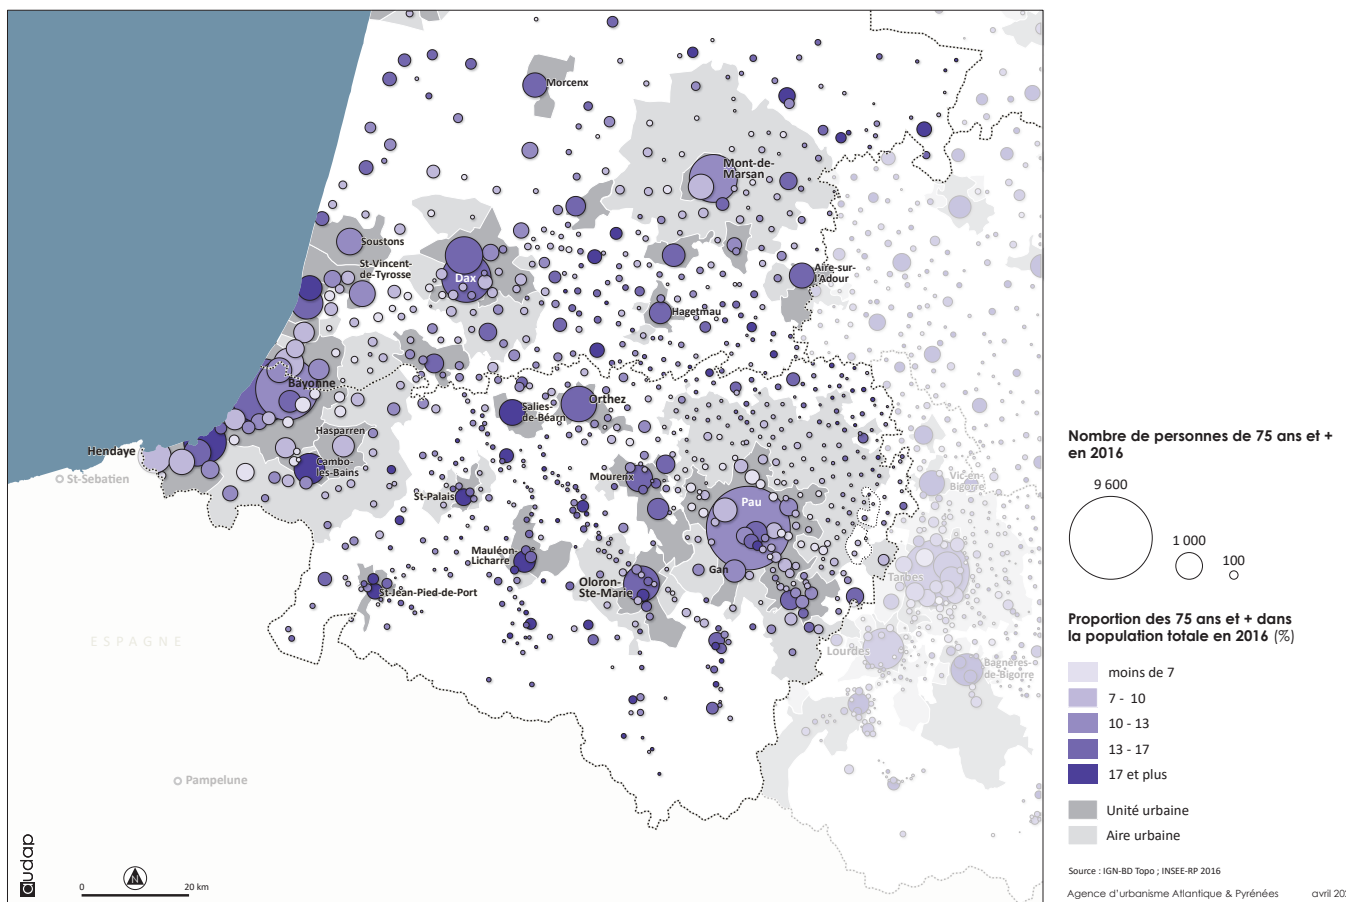 Morcenx
Mont-de-
Marsan
Soustons
St-Vincent-
de-Tyrosse
Dax
Aire-sur-
l'Adour
Hagetmau
Bayonne
Salies-
de-Béarn
Orthez
Hasparren
Hendaye
Cambo-
les-Bains
St-Sebatien
Mourenx
Vic-en-
Bigorre
St-Palais
Pau
Mauléon-
Licharre
Gan
Tarbes
Oloron-
Ste-Marie
St-Jean-Pied-de-Port
ESPAGNE
Lourdes
Bagnères-
de-Bigorre
Pampelune
audap
N
0
20 km
Nombre de personnes de 75 ans et +
en 2016
9 600
1 000
100
Proportion des 75 ans et + dans
la population totale en 2016 (%)
moins de 7
7 - 10
10 - 13
13 - 17
17 et plus
Unité urbaine
Aire urbaine
Source : IGN-BD Topo ; INSEE-RP 2016
Agence d'urbanisme Atlantique & Pyrénées avril 20